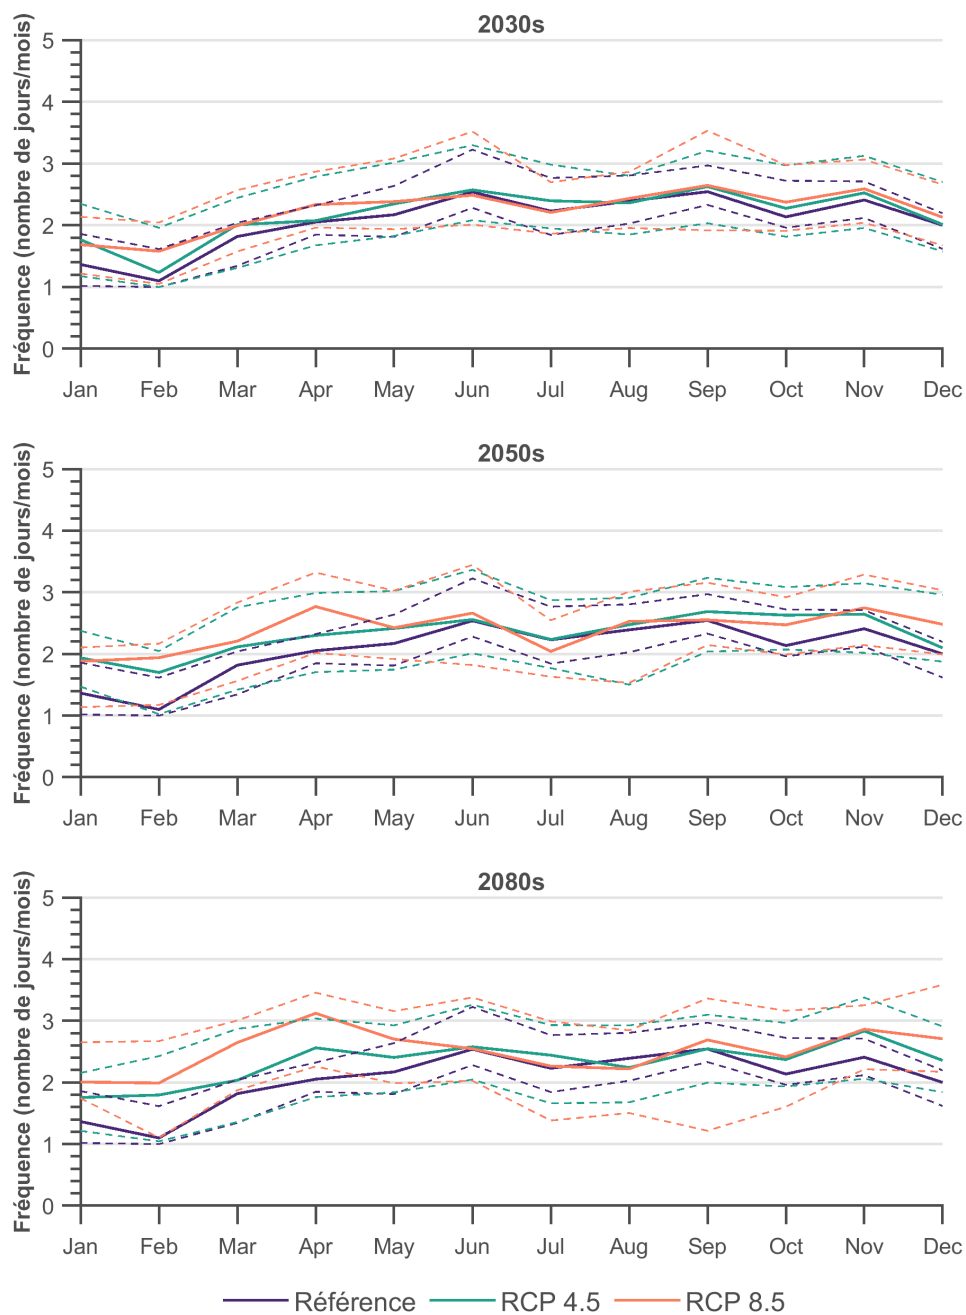 2030s
Fréquence (nombre de jours/mois)
5
4
3
2
1
0
Jan Feb Mar Apr May Jun Jul Aug Sep Oct Nov Dec
2050s
Fréquence (nombre de jours/mois)
5
4
3
2
1
0
Jan Feb Mar Apr May Jun Jul Aug Sep Oct Nov Dec
2080s
Fréquence (nombre de jours/mois)
5
4
3
2
1
0
Jan Feb Mar Apr May Jun Jul Aug Sep Oct Nov Dec
Référence RCP 4.5 RCP 8.5